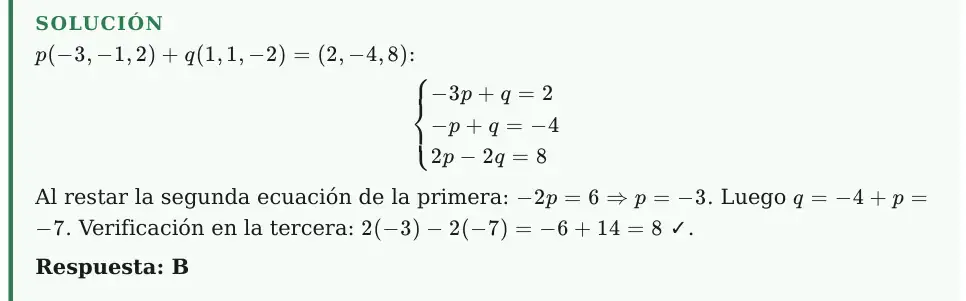 SOLUCIÓN
p(−3, −1, 2) + q(1, 1, −2) = (2, −4, 8):
−3p + q = 2
−p + q = −4
2p − 2q = 8
Al restar la segunda ecuación de la primera: −2p = 6 ⇒ p = −3. Luego q = −4 + p =
−7. Verificación en la tercera: 2(−3) − 2(−7) = −6 + 14 = 8 ✓.
Respuesta: B